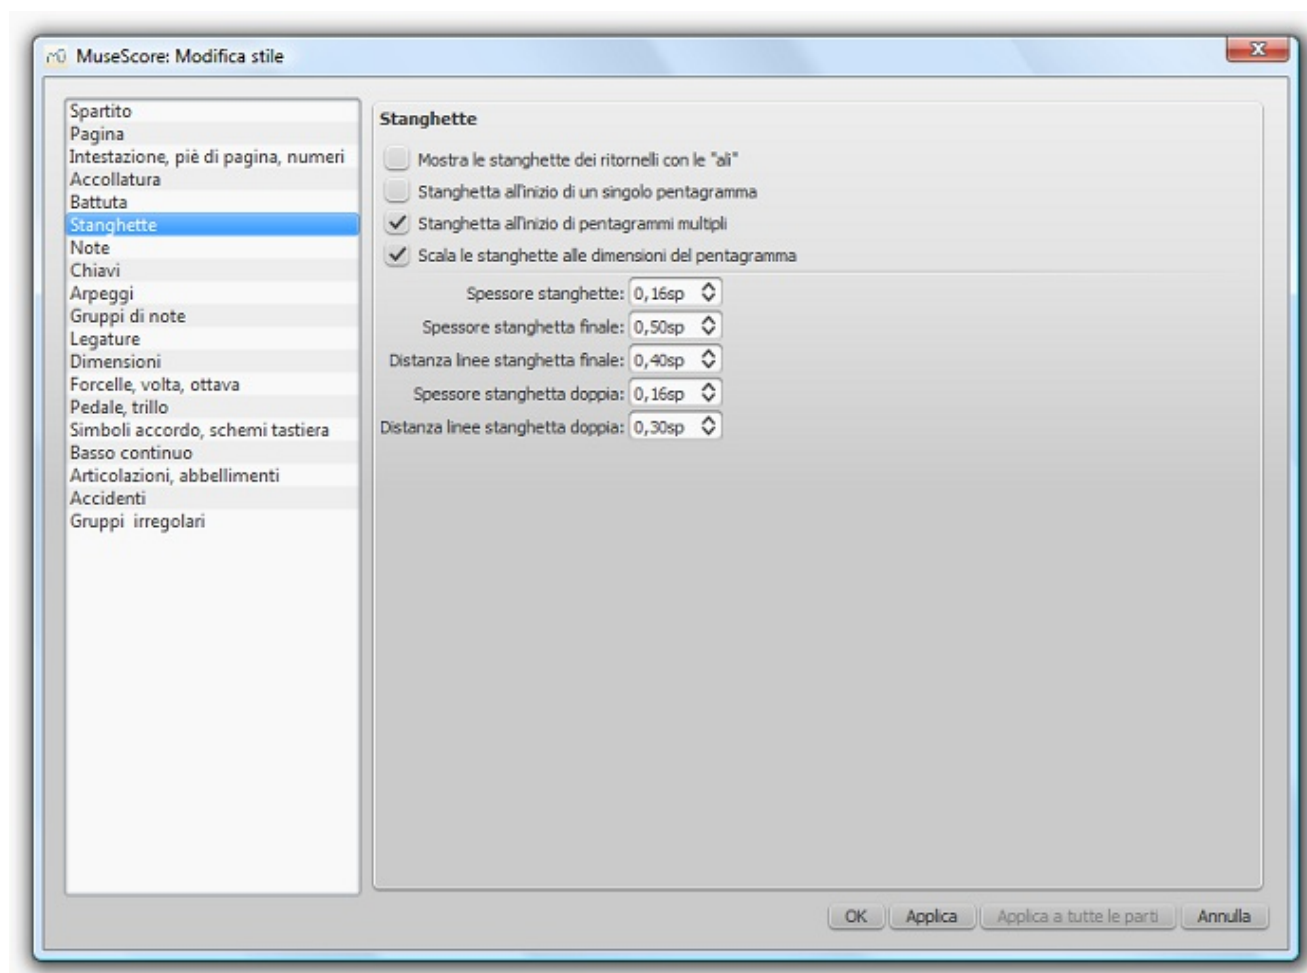 MuseScore: Modifica stile
Spartito
Pagina
Intestazione, piè di pagina, numeri
Accollatura
Battuta
Stanghette
Note
Chiavi
Arpeggi
Gruppi di note
Legature
Dimensioni
Forcelle, volta, ottava
Pedale, trillo
Simboli accordo, schemi tastiera
Basso continuo
Articolazioni, abbellimenti
Accidenti
Gruppi irregolari
Stanghette
Mostra le stanghette dei ritornelli con le "ali"
Stanghetta all'inizio di un singolo pentagramma
Stanghetta all'inizio di pentagrammi multipli
Scala le stanghette alle dimensioni del pentagramma
Spessore stanghette: 0,16sp
Spessore stanghetta finale: 0,50sp
Distanza linee stanghetta finale: 0,40sp
Spessore stanghetta doppia: 0,16sp
Distanza linee stanghetta doppia: 0,30sp
OK Applica Applica a tutte le parti Annulla